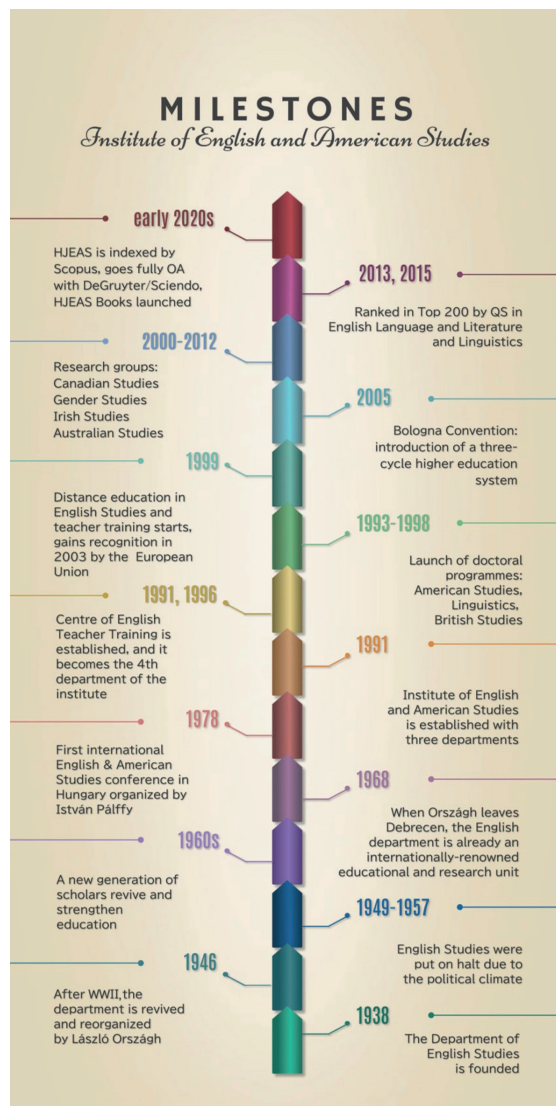 MILESTONES
Institute of English and American Studies
early 2020s
HJEAS is indexed by
Scopus, goes fully OA
with DeGruyter/Sciendo,
HJEAS Books launched
2013, 2015
Ranked in Top 200 by QS in
English Language and Literature
and Linguistics
2000-2012
Research groups:
Canadian Studies
Gender Studies
Irish Studies
Australian Studies
2005
Bologna Convention:
introduction of a three-
cycle higher education
system
1999
Distance education in
English Studies and
teacher training starts,
gains recognition in
2003 by the European
Union
1993-1998
Launch of doctoral
programmes:
American Studies,
Linguistics,
British Studies
1991, 1996
Centre of English
Teacher Training is
established, and it
becomes the 4th
department of the
institute
1991
Institute of English
and American Studies
is established with
three departments
1978
First international
English & American
Studies conference in
Hungary organized by
István Pálffy
1968
When Országh leaves
Debrecen, the English
department is already an
internationally-renowned
educational and research unit
1960s
A new generation of
scholars revive and
strengthen
education
1949-1957
English Studies were
put on halt due to
the political climate
1946
After WWII,the
department is revived
and reorganized
by László Országh
1938
The Department of
English Studies
is founded